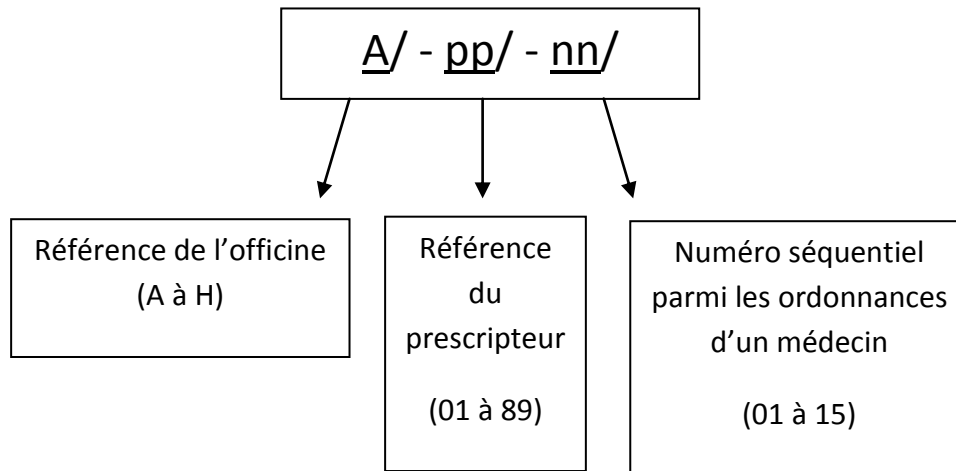 A/ - pp/ - nn/
Référence de l’officine
(A à H)
Référence
du
prescripteur
(01 à 89)
Numéro séquentiel
parmi les ordonnances
d’un médecin
(01 à 15)